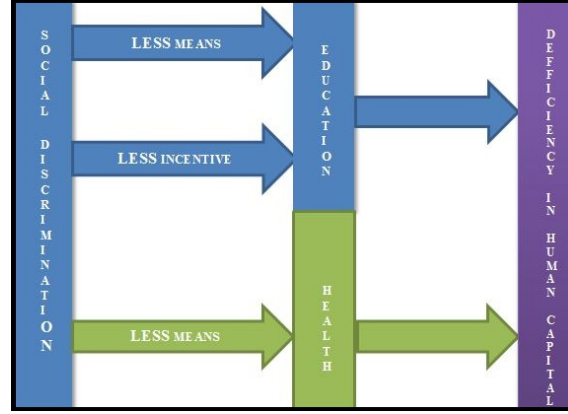 SOCIAL DISCRIMINATION
LESS MEANS
LESS INCENTIVE
LESS MEANS
EDUCATION
HEALTH
DEFFICIENCY IN HUMAN CAPITAL